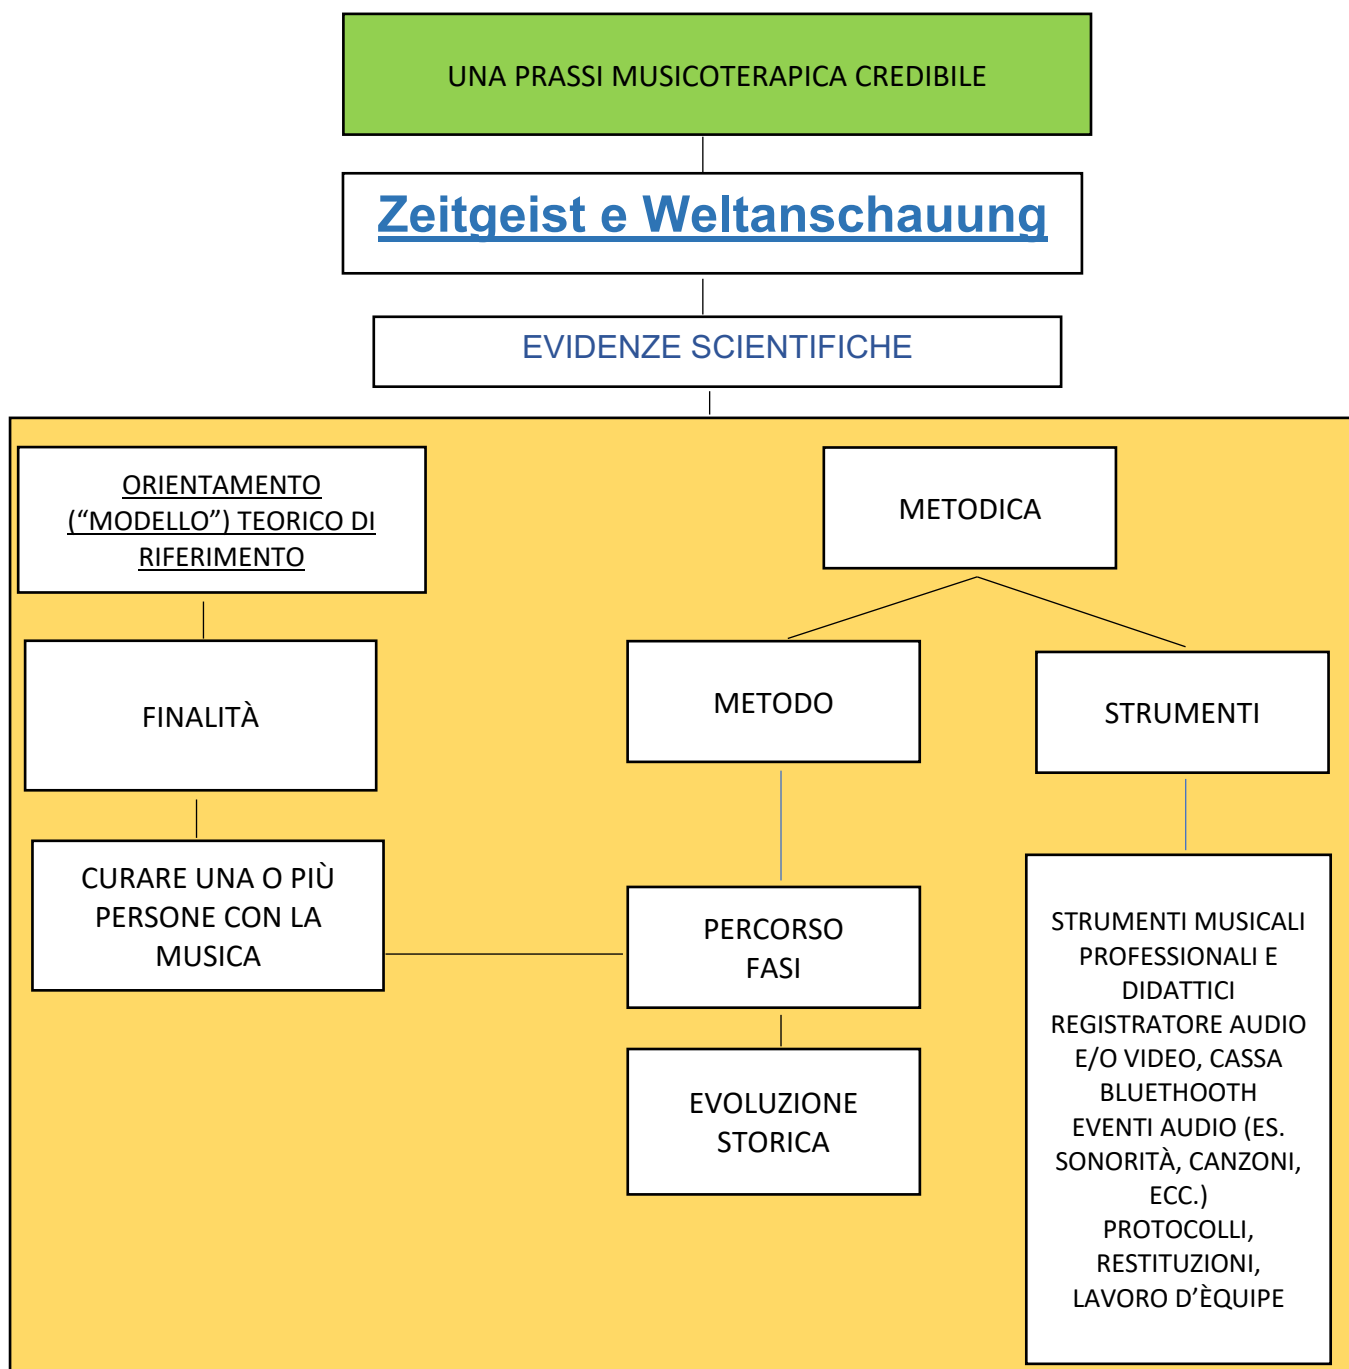 UNA PRASSI MUSICOTERAPICA CREDIBILE
Zeitgeist e Weltanschauung
EVIDENZE SCIENTIFICHE
ORIENTAMENTO
(“MODELLO”) TEORICO DI
RIFERIMENTO
METODICA
FINALITÀ
METODO
STRUMENTI
CURARE UNA O PIÙ
PERSONE CON LA
MUSICA
PERCORSO
FASI
EVOLUZIONE
STORICA
STRUMENTI MUSICALI
PROFESSIONALI E
DIDATTICI
REGISTRATORE AUDIO
E/O VIDEO, CASSA
BLUETHOOTH
EVENTI AUDIO (ES.
SONORITÀ, CANZONI,
ECC.)
PROTOCOLLI,
RESTITUZIONI,
LAVORO D’ÈQUIPE